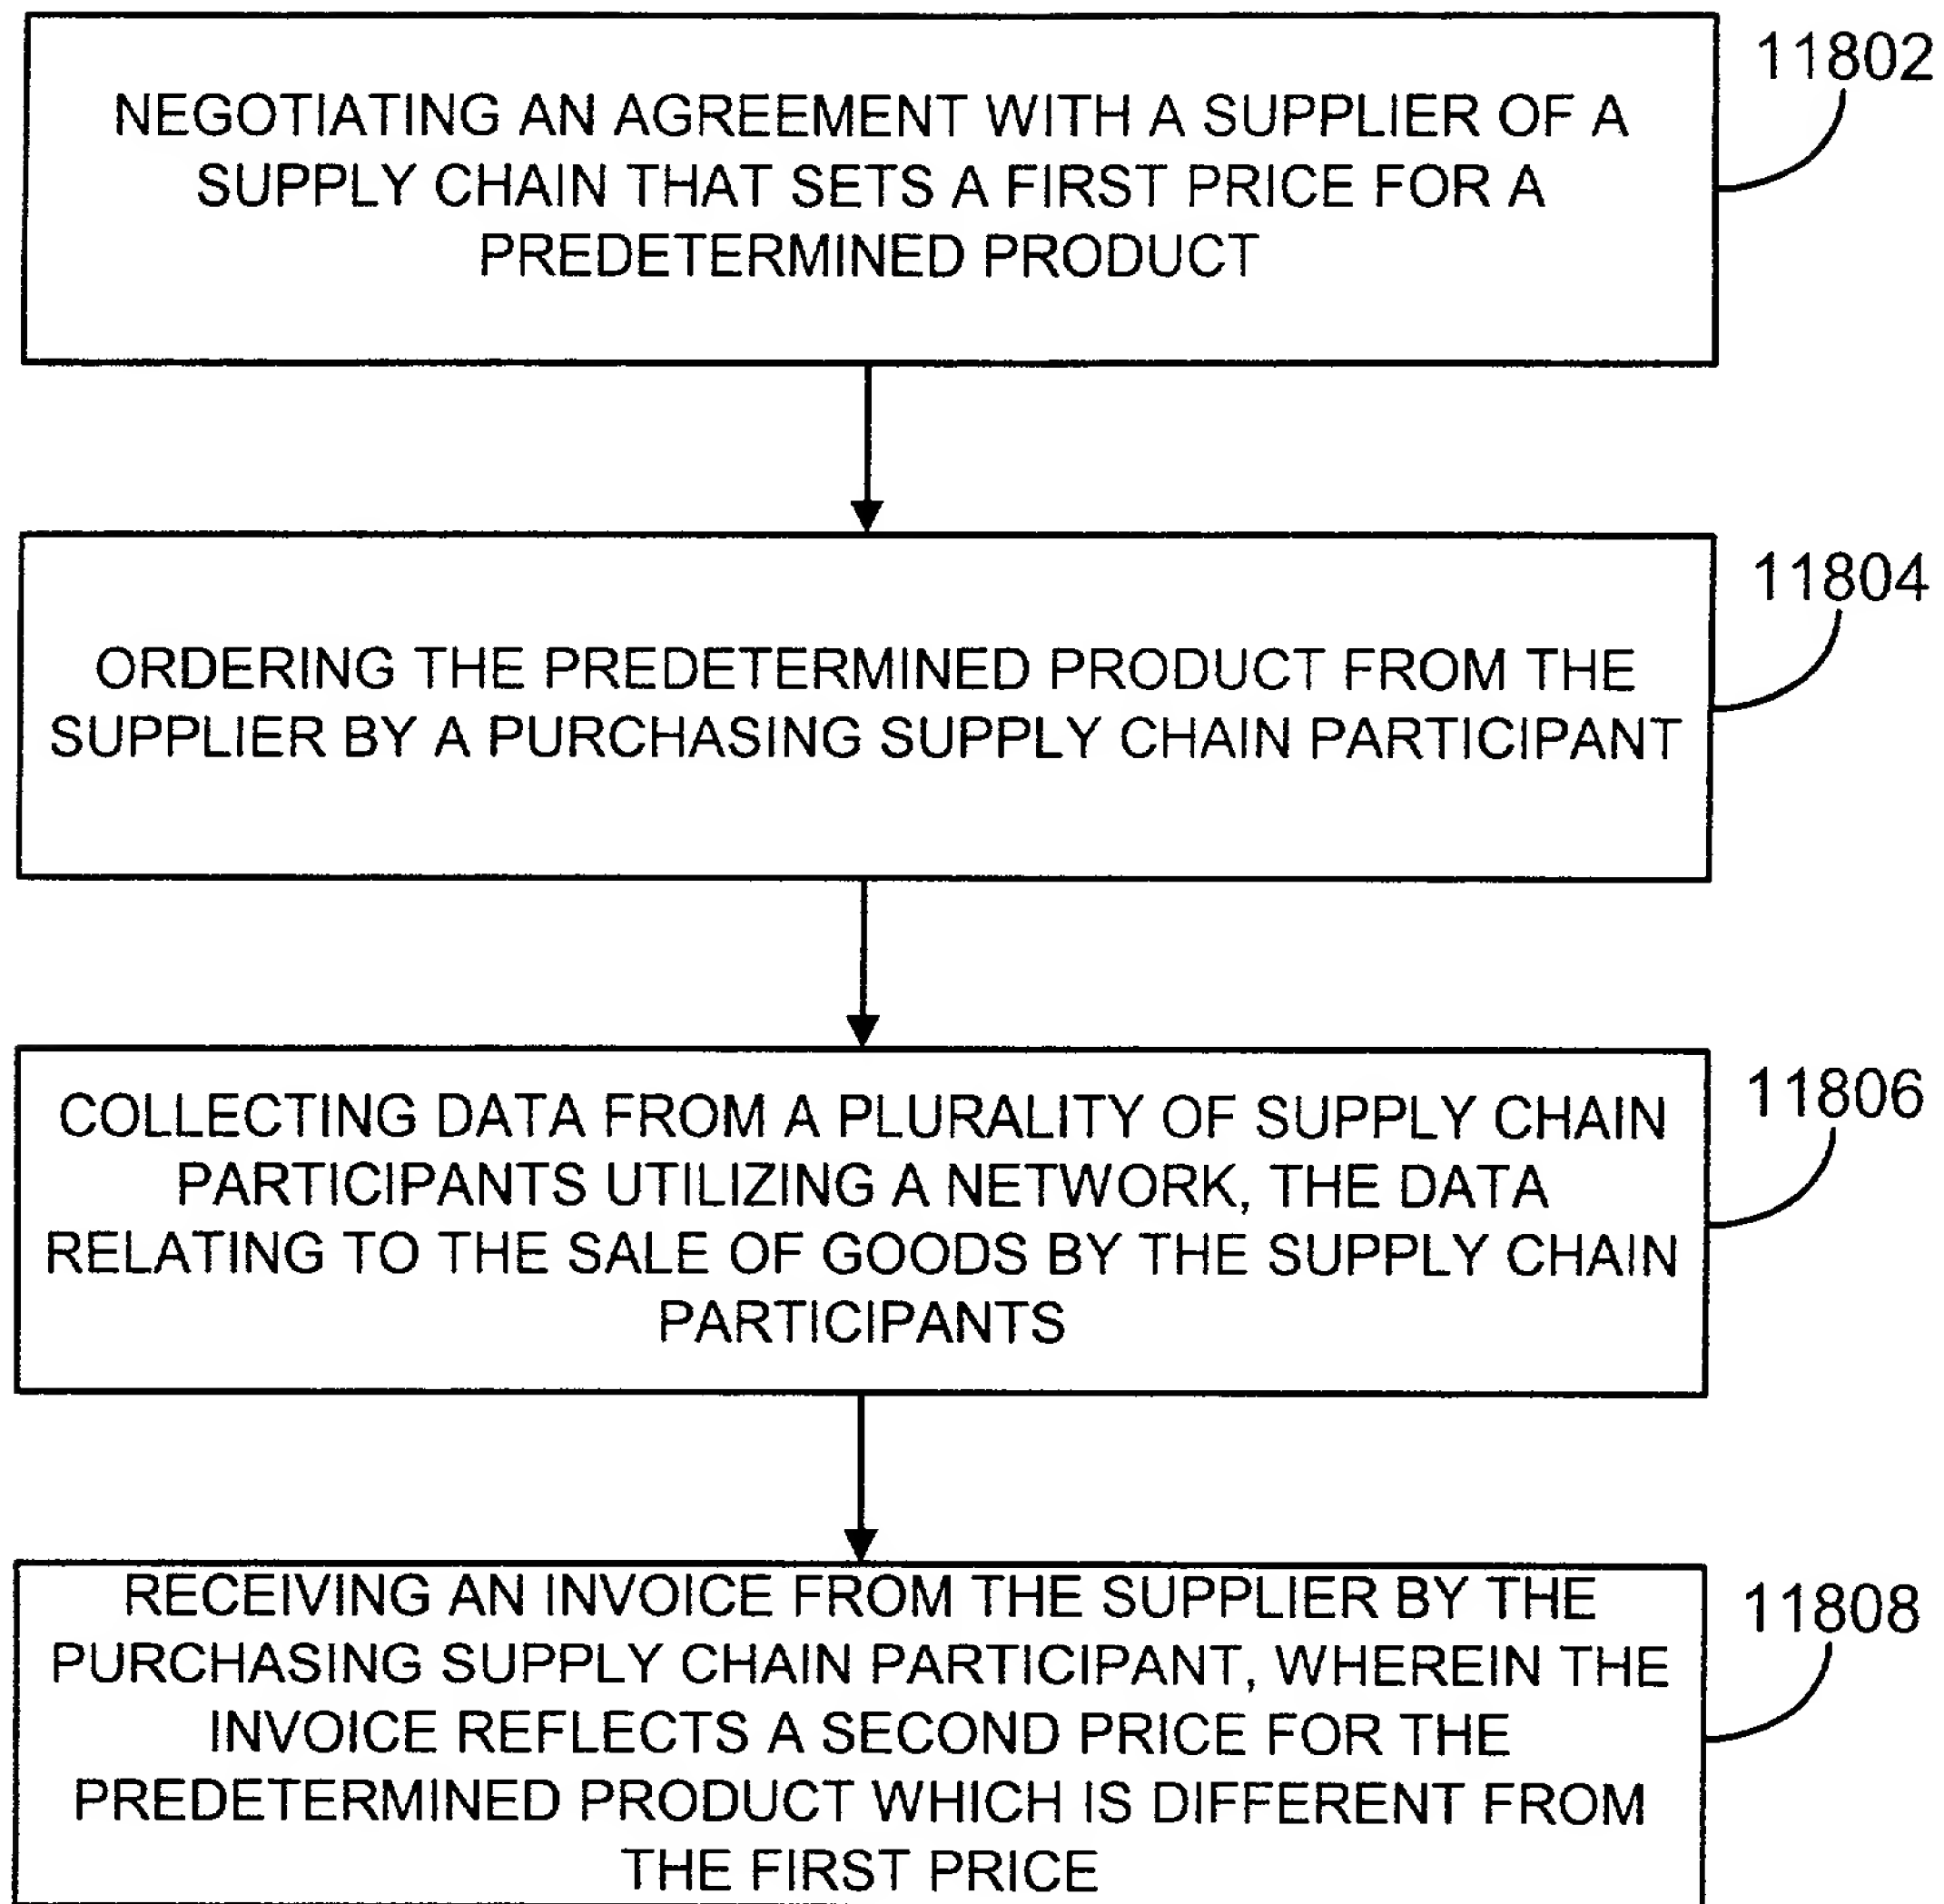 11802
NEGOTIATING AN AGREEMENT WITH A SUPPLIER OF A
SUPPLY CHAIN THAT SETS A FIRST PRICE FOR A
PREDETERMINED PRODUCT
11804
ORDERING THE PREDETERMINED PRODUCT FROM THE
SUPPLIER BY A PURCHASING SUPPLY CHAIN PARTICIPANT
11806
COLLECTING DATA FROM A PLURALITY OF SUPPLY CHAIN
PARTICIPANTS UTILIZING A NETWORK, THE DATA
RELATING TO THE SALE OF GOODS BY THE SUPPLY CHAIN
PARTICIPANTS
11808
RECEIVING AN INVOICE FROM THE SUPPLIER BY THE
PURCHASING SUPPLY CHAIN PARTICIPANT, WHEREIN THE
INVOICE REFLECTS A SECOND PRICE FOR THE
PREDETERMINED PRODUCT WHICH IS DIFFERENT FROM
THE FIRST PRICE